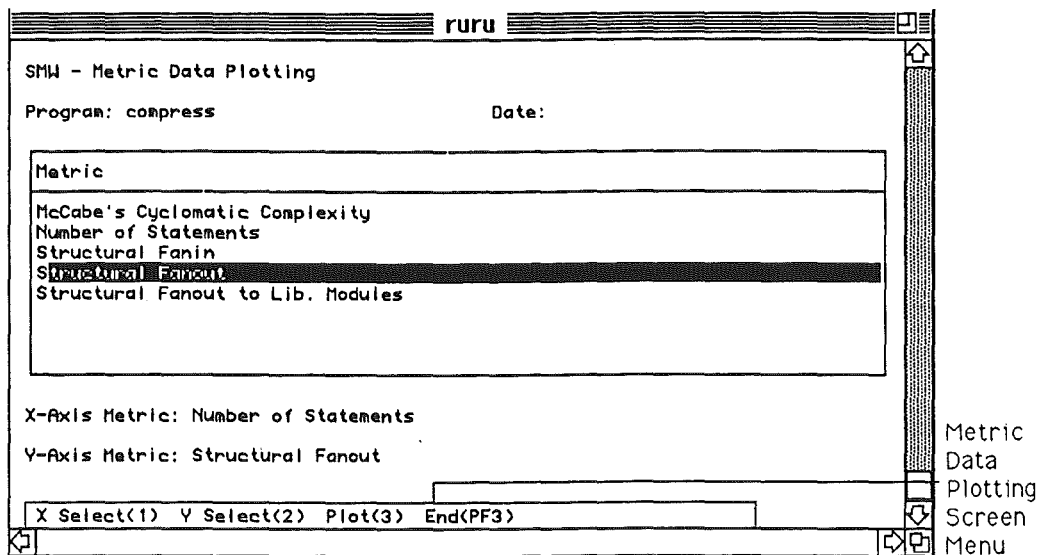 ruru
SMW - Metric Data Plotting
Program: compress Date:
Metric
McCabe's Cyclomatic Complexity
Number of Statements
Structural Fanin
Structural Fanout
Structural Fanout to Lib. Modules
X-Axis Metric: Number of Statements
Y-Axis Metric: Structural Fanout
X Select(1) Y Select(2) Plot(3) End(PF3)
Metric
Data
Plotting
Screen
Menu